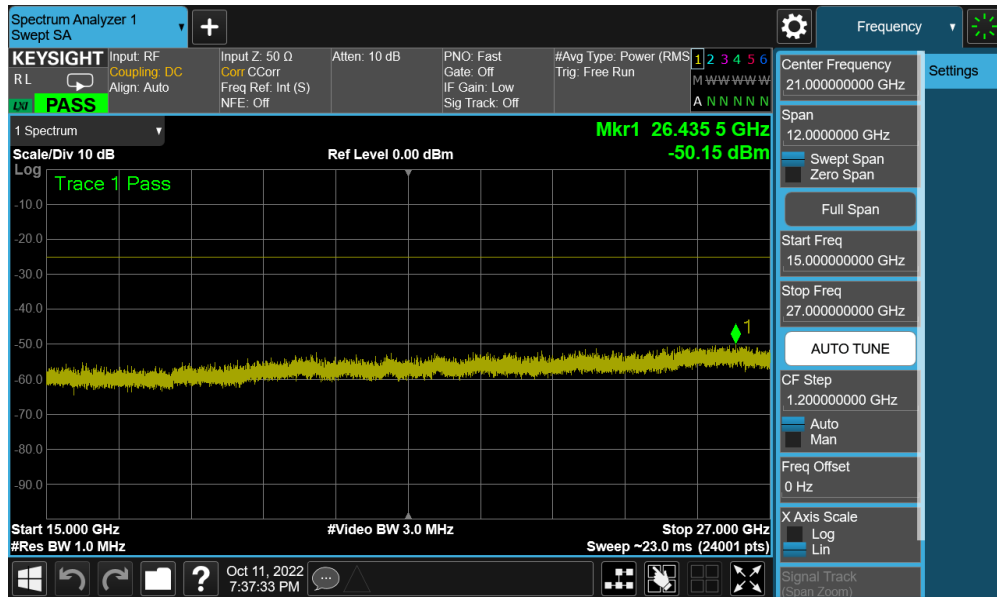 Spectrum Analyzer 1
Swept SA
Frequency
KEYSIGHT
R L
LXI PASS
Input: RF
Coupling: DC
Align: Auto
Input Z: 50 Ω
Corr CCorr
Freq Ref: Int (S)
NFE: Off
Atten: 10 dB
PNO: Fast
Gate: Off
IF Gain: Low
Sig Track: Off
#Avg Type: Power (RMS
Trig: Free Run
1 2 3 4 5 6
M W W W W W
A N N N N N
1 Spectrum
Scale/Div 10 dB
Ref Level 0.00 dBm
Mkr1 26.435 5 GHz
-50.15 dBm
Log
Trace 1 Pass
-10.0
-20.0
-30.0
-40.0
-50.0
-60.0
-70.0
-80.0
-90.0
1
Start 15.000 GHz
#Res BW 1.0 MHz
#Video BW 3.0 MHz
Stop 27.000 GHz
Sweep ~23.0 ms (24001 pts)
Oct 11, 2022
7:37:33 PM
Center Frequency
21.000000000 GHz
Span
12.0000000 GHz
Swept Span
Zero Span
Full Span
Start Freq
15.000000000 GHz
Stop Freq
27.000000000 GHz
AUTO TUNE
CF Step
1.200000000 GHz
Auto
Man
Freq Offset
0 Hz
X Axis Scale
Log
Lin
Signal Track
(Span Zoom)
Settings